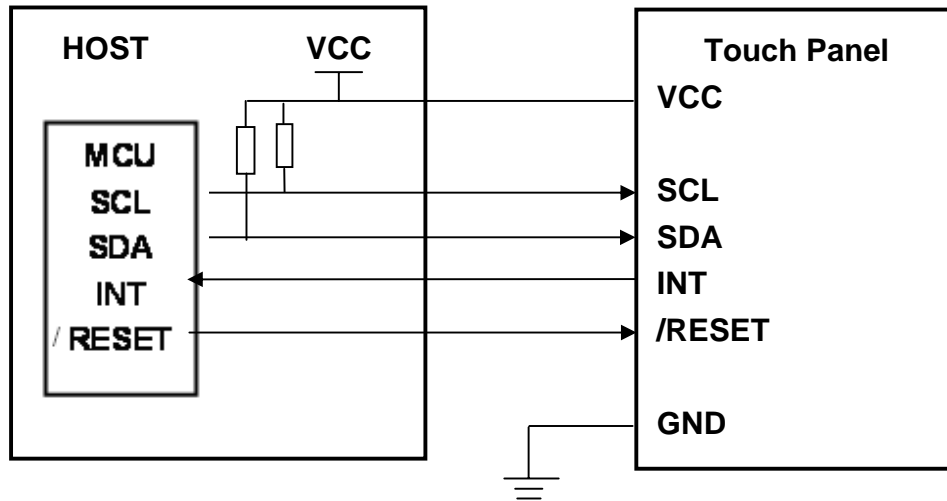 HOST
VCC
MCU
SCL
SDA
INT
/ RESET
Touch Panel
VCC
SCL
SDA
INT
/RESET
GND